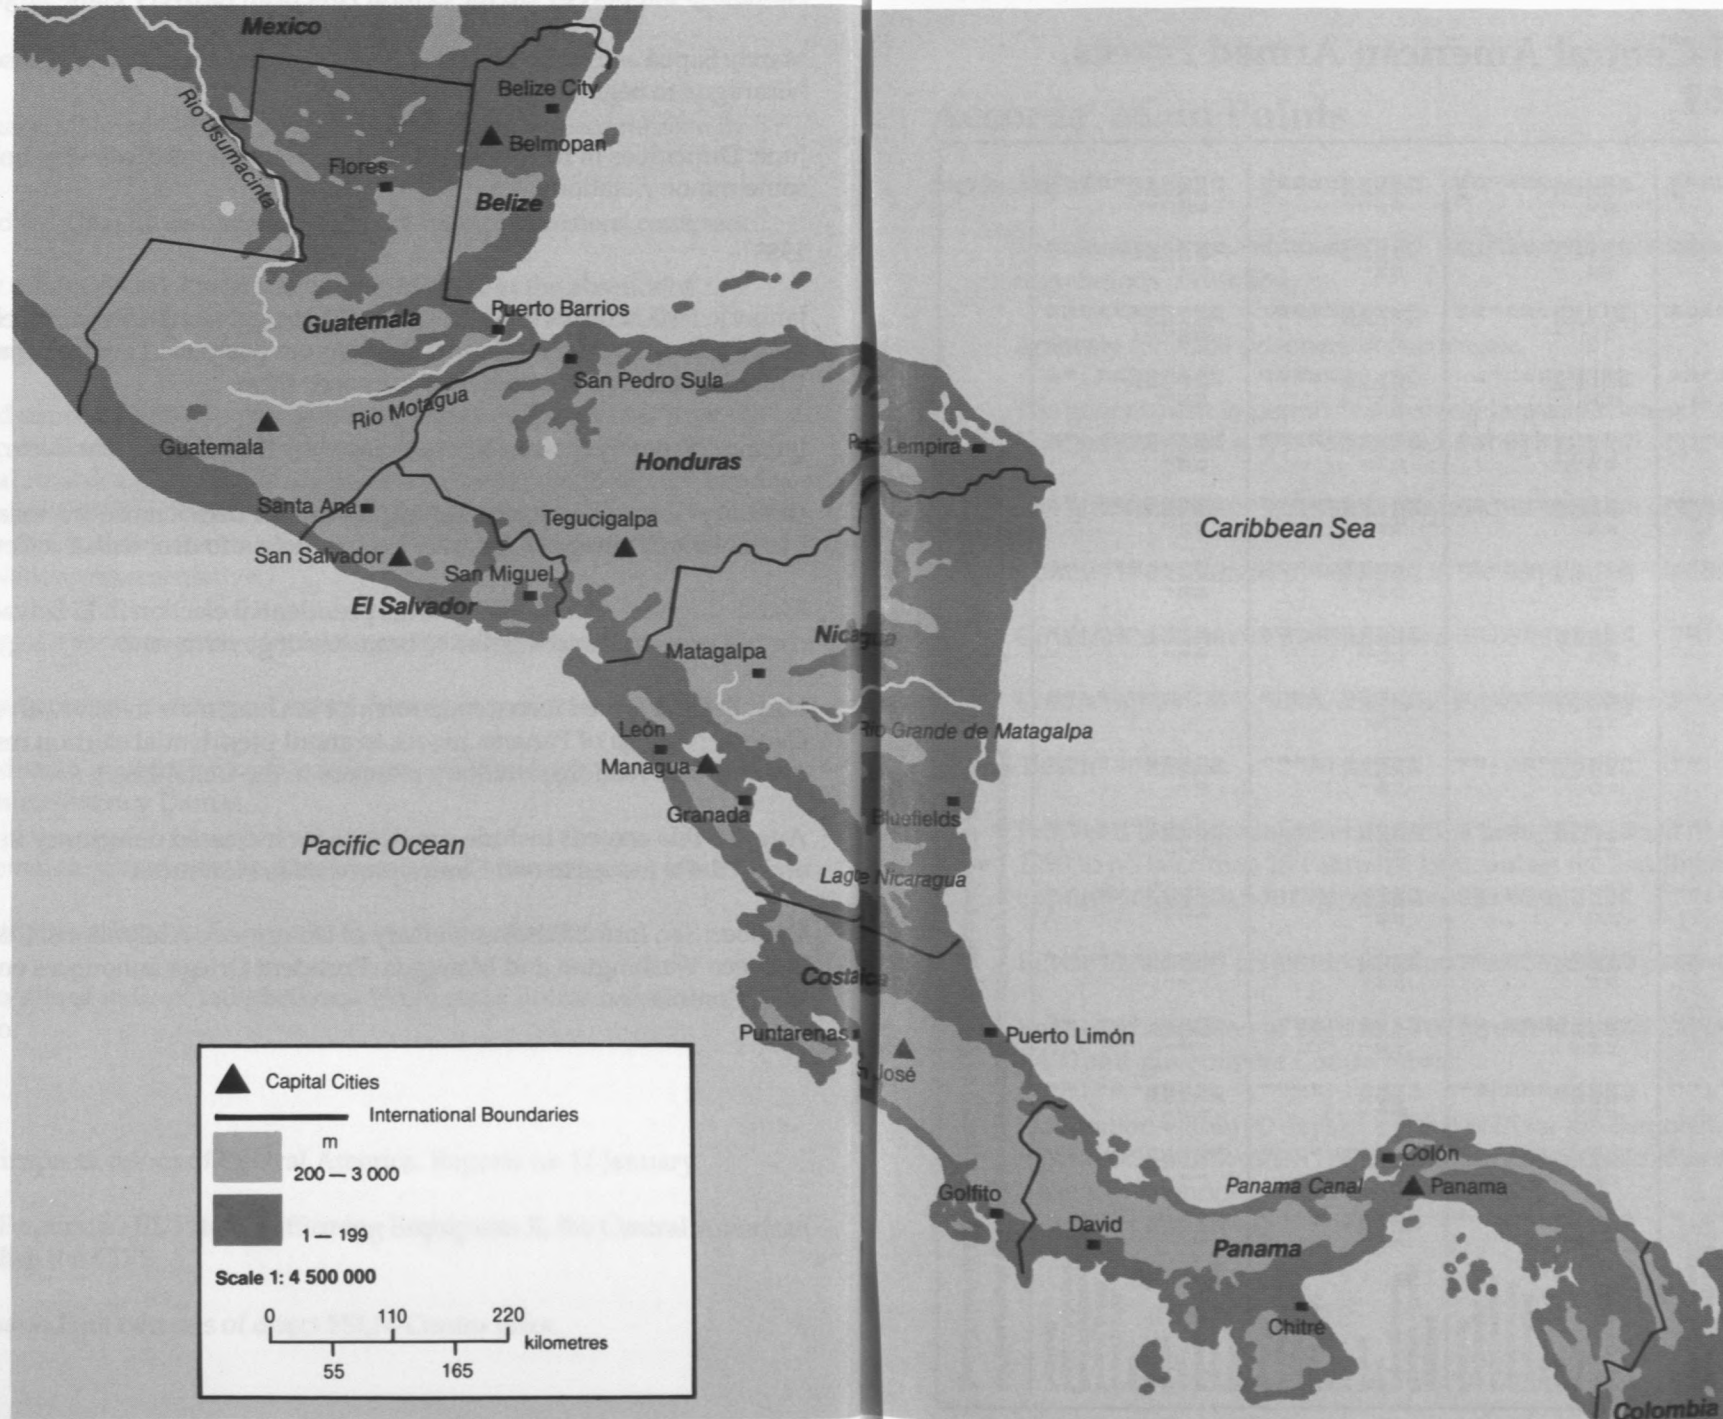 Mexico
Belize City
Rio Usumacinta
Belmopan
Flores
Belize
Puerto Barrios
Guatemala
San Pedro Sula
Rio Motagua
Guatemala
Lempira
Honduras
Santa Ana
Tegucigalpa
Caribbean Sea
San Salvador
San Miguel
El Salvador
Matagalpa
León
Rio Grande de Matagalpa
Managua
Granada
Bluefields
Pacific Ocean
Nicaragua
Puntarenas
Puerto Limón
José
Capital Cities
International Boundaries
m
200 — 3 000
1 — 199
Scale 1: 4 500 000
0 110 220
kilometres
55 165
Colón
Panama Canal
Panama
Golfito
David
Panama
Chitré
Colombia